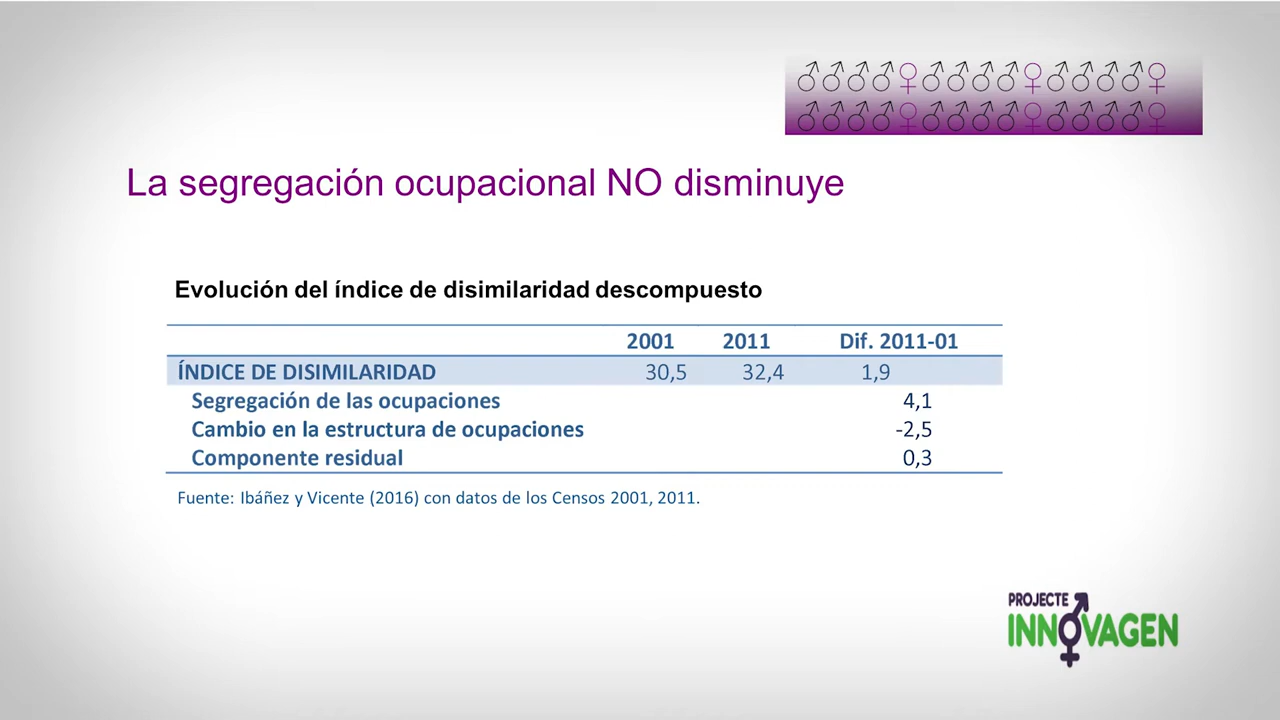 ♂♂♂♂♀♂♂♂♂♀♂♂♂♂♀
♂♂♂♂♀♂♂♂♂♀♂♂♂♂♀
La segregación ocupacional NO disminuye
Evolución del índice de disimilaridad descompuesto
2001 2011 Dif. 2011-01
ÍNDICE DE DISIMILARIDAD 30,5 32,4 1,9
Segregación de las ocupaciones 4,1
Cambio en la estructura de ocupaciones -2,5
Componente residual 0,3
Fuente: Ibáñez y Vicente (2016) con datos de los Censos 2001, 2011.
PROJECTE
INNOVAGEN